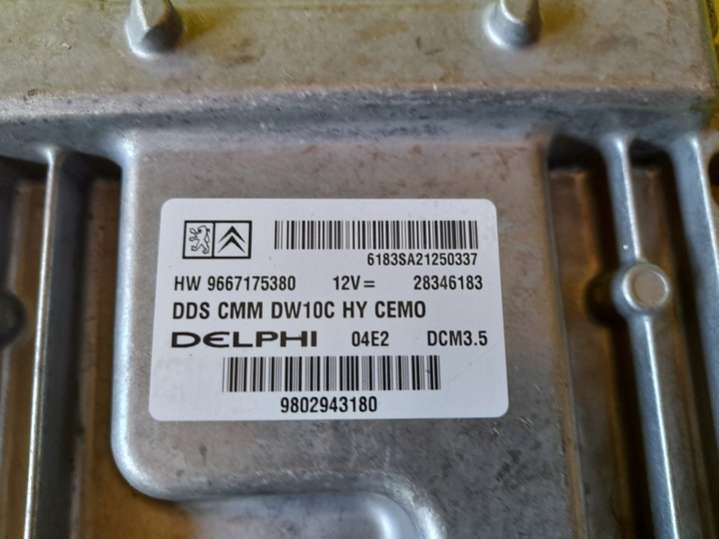 6183SA21250337
HW 9667175380 12V= 28346183
DDS CMM DW10C HY CEMO
DELPHI 04E2 DCM3.5
9802943180